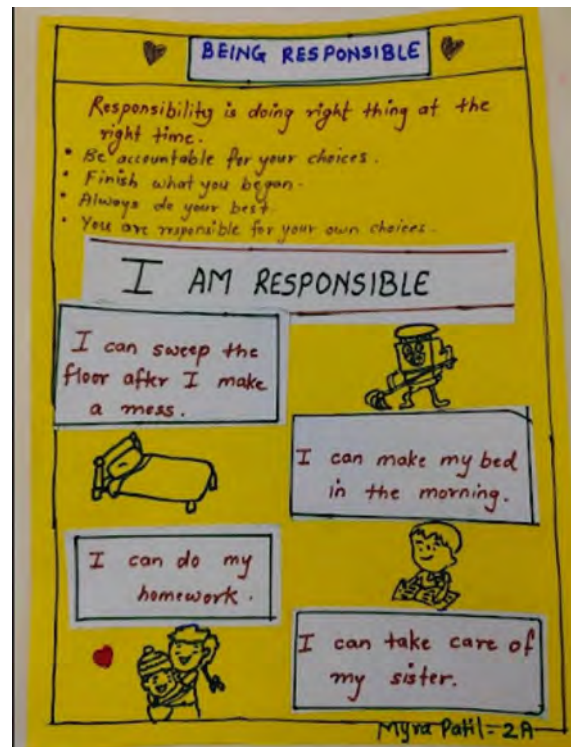 BEING RESPONSIBLE
Responsibility is doing right thing at the
right time.
• Be accountable for your choices.
• Finish what you began.
• Always do your best.
• You are responsible for your own choices.
I AM RESPONSIBLE
I can sweep the
floor after I make
a mess.
I can make my bed
in the morning.
I can do my
homework.
I can take care of
my sister.
Myra Patil = 2A